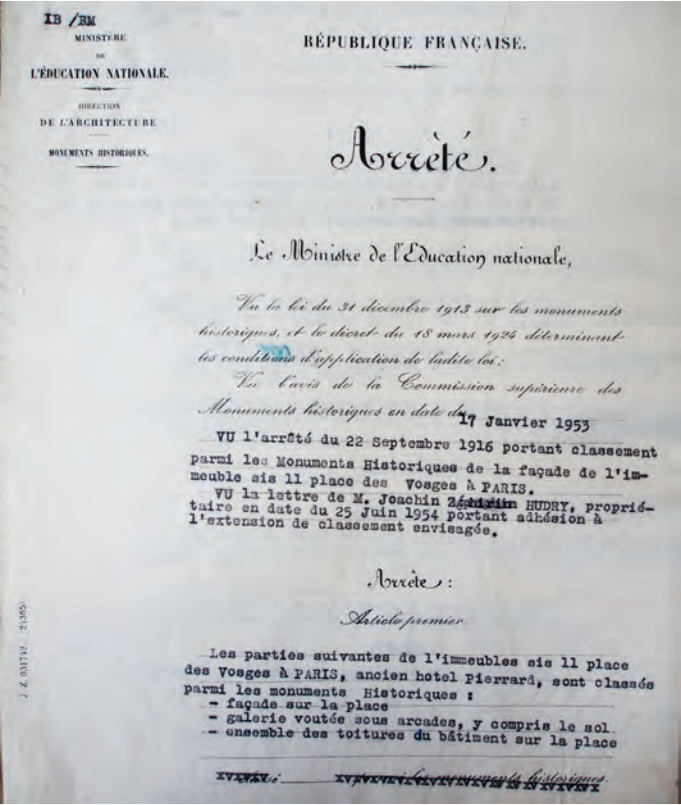 IB /BM
MINISTÈRE
DE
L'ÉDUCATION NATIONALE.
DIRECTION
DE L'ARCHITECTURE
MONUMENTS HISTORIQUES.
RÉPUBLIQUE FRANÇAISE.
Arrêté.
Le Ministre de l'Education nationale,
Vu la loi du 31 décembre 1913 sur les monuments
historiques, et le décret du 18 mars 1924 déterminant
les conditions d'application de ladite loi;
Vu l'avis de la Commission supérieure des
Monuments historiques en date du 17 Janvier 1953
VU l'arrêté du 22 Septembre 1916 portant classement
parmi les Monuments Historiques de la façade de l'im-
meuble sis 11 place des Vosges à PARIS.
VU la lettre de M. Joachin HUDRY, proprié-
taire en date du 25 Juin 1954 portant adhésion à
l'extension de classement envisagée.
Arrête :
Article premier
Les parties suivantes de l'immeubles sis 11 place
des Vosges à PARIS, ancien hotel Pierrard, sont classés
parmi les monuments Historiques :
- façade sur la place
- galerie voutée sous arcades, y compris le sol
- ensemble des toitures du bâtiment sur la place
les monuments historiques